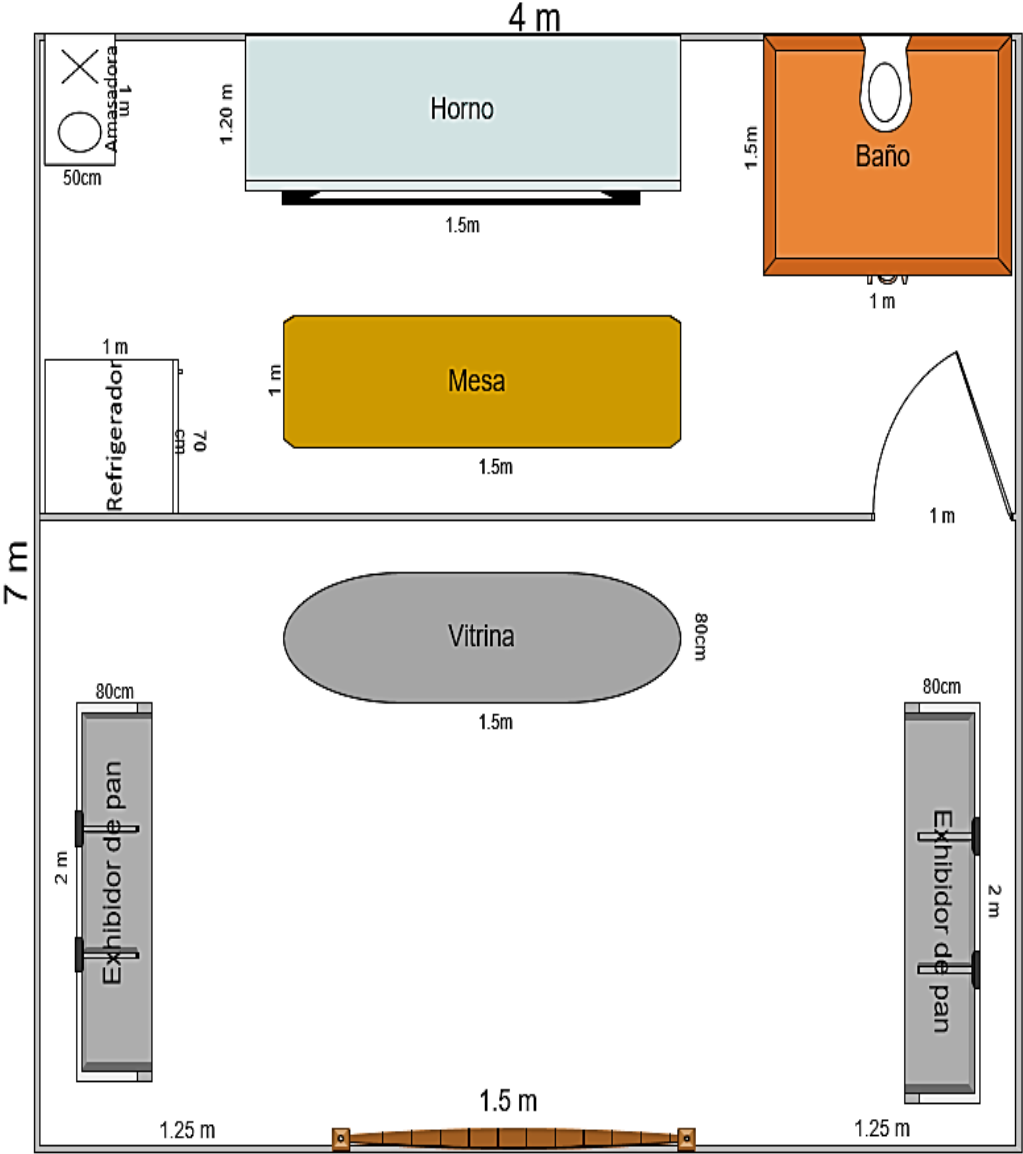 4 m
Amasadora
1 m
50cm
1.20 m
Horno
1.5m
1.5m
Baño
1 m
1 m
Refrigerador
70
cm
1 m
Mesa
1.5m
1 m
7 m
Vitrina
80cm
1.5m
80cm
Exhibidor de pan
2 m
80cm
Exhibidor de pan
2 m
1.25 m
1.5 m
1.25 m